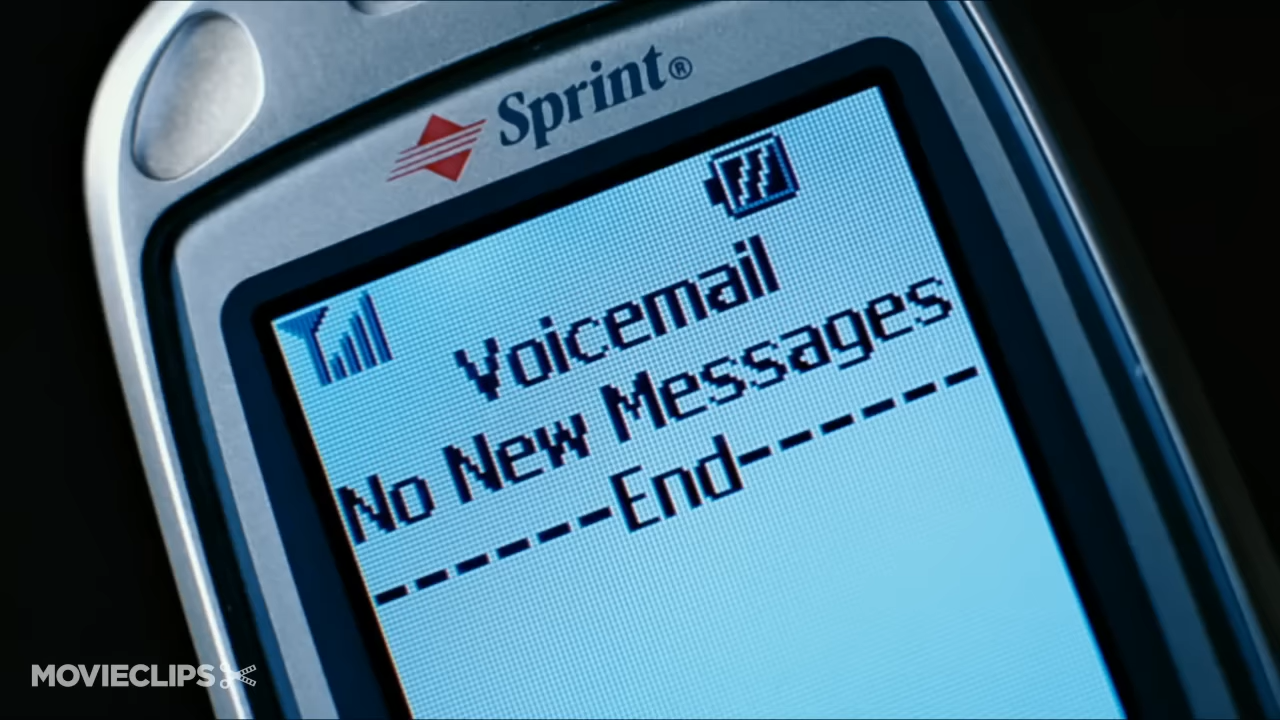 Sprint®
Voicemail
No New Messages
------End-------
MOVIECLIPS